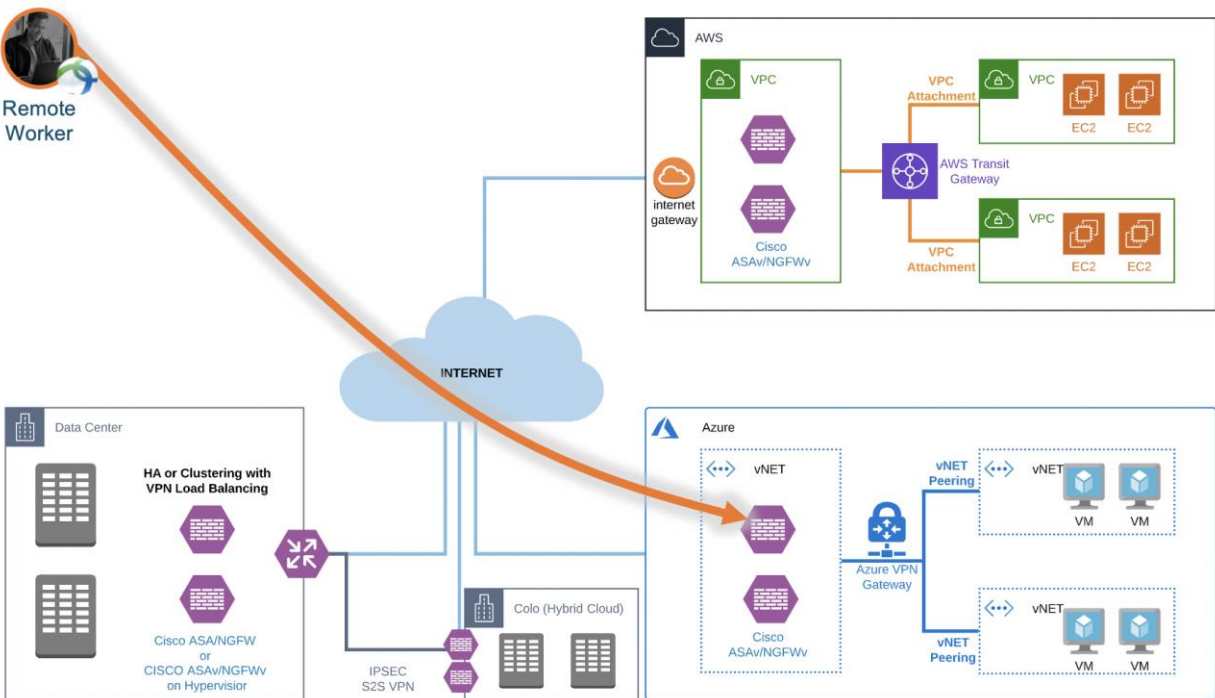 Remote
Worker
AWS
VPC
internet
gateway
Cisco
ASAv/NGFWv
VPC
Attachment
AWS Transit
Gateway
VPC
Attachment
VPC
EC2
EC2
VPC
EC2
EC2
INTERNET
Data Center
HA or Clustering with
VPN Load Balancing
Cisco ASA/NGFW
or
CISCO ASAv/NGFWv
on Hypervisior
IPSEC
S2S VPN
Colo (Hybrid Cloud)
Azure
vNET
Cisco
ASAv/NGFWv
Azure VPN
Gateway
vNET
Peering
vNET
VM
VM
vNET
Peering
vNET
VM
VM